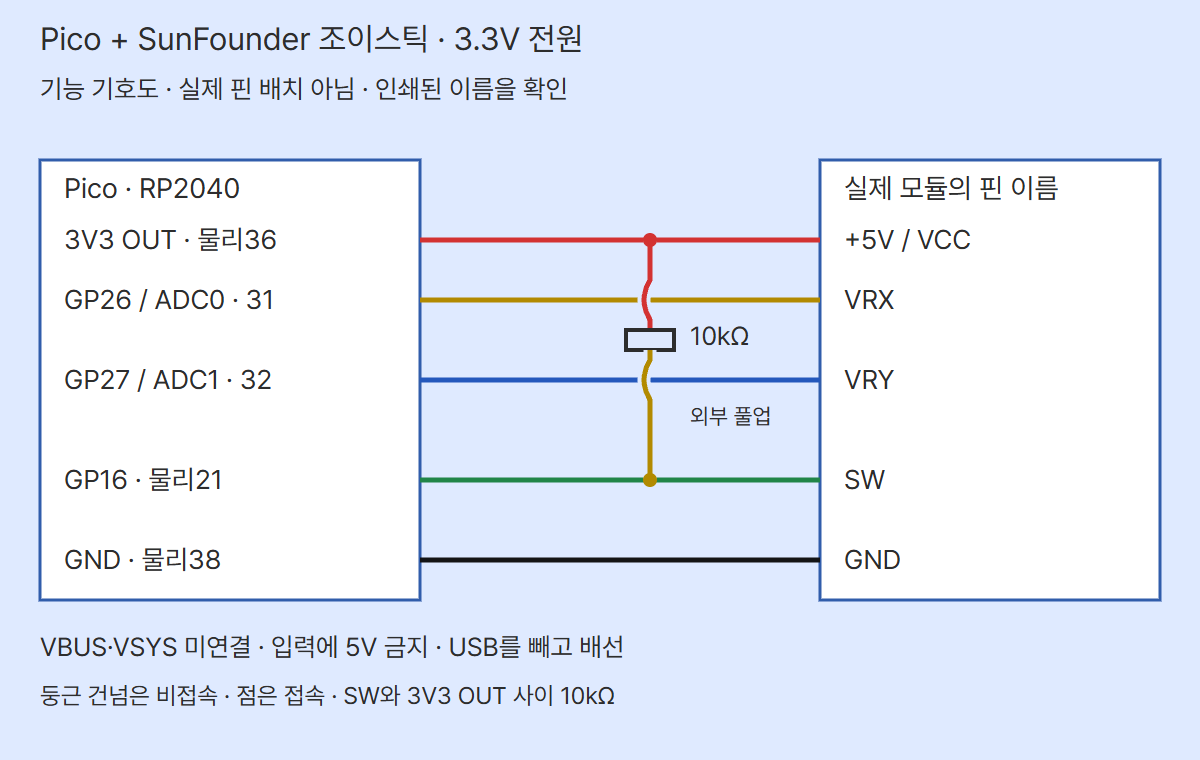 Pico + SunFounder 조이스틱 · 3.3V 전원
기능 기호도 · 실제 핀 배치 아님 · 인쇄된 이름을 확인
Pico · RP2040
3V3 OUT · 물리36
GP26 / ADC0 · 31
GP27 / ADC1 · 32
GP16 · 물리21
GND · 물리38
10kΩ
외부 풀업
실제 모듈의 핀 이름
+5V / VCC
VRX
VRY
SW
GND
VBUS·VSYS 미연결 · 입력에 5V 금지 · USB를 빼고 배선
둥근 건넘은 비접속 · 점은 접속 · SW와 3V3 OUT 사이 10kΩ